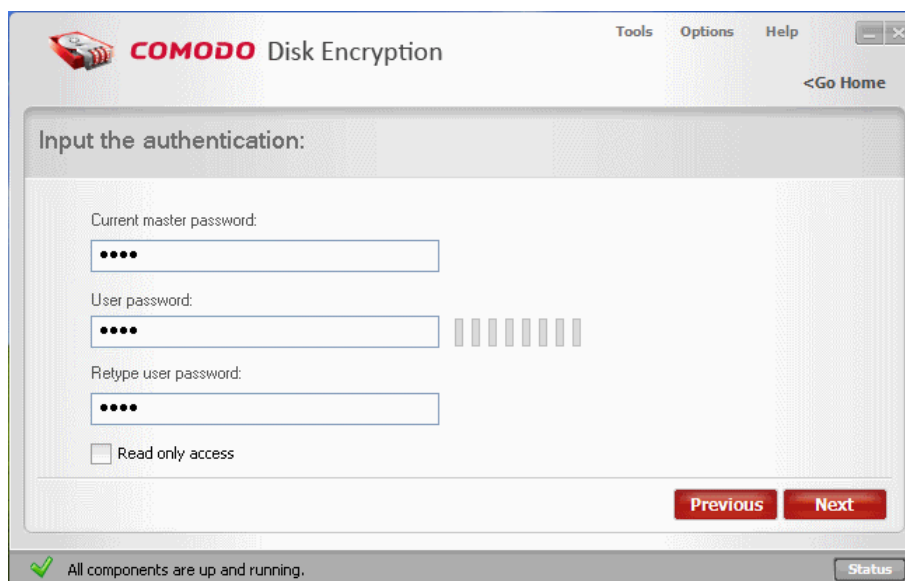 Tools Options Help
COMODO Disk Encryption
<Go Home
Input the authentication:
Current master password:
••••
User password:
••••
Retype user password:
••••
Read only access
Previous Next
All components are up and running. Status